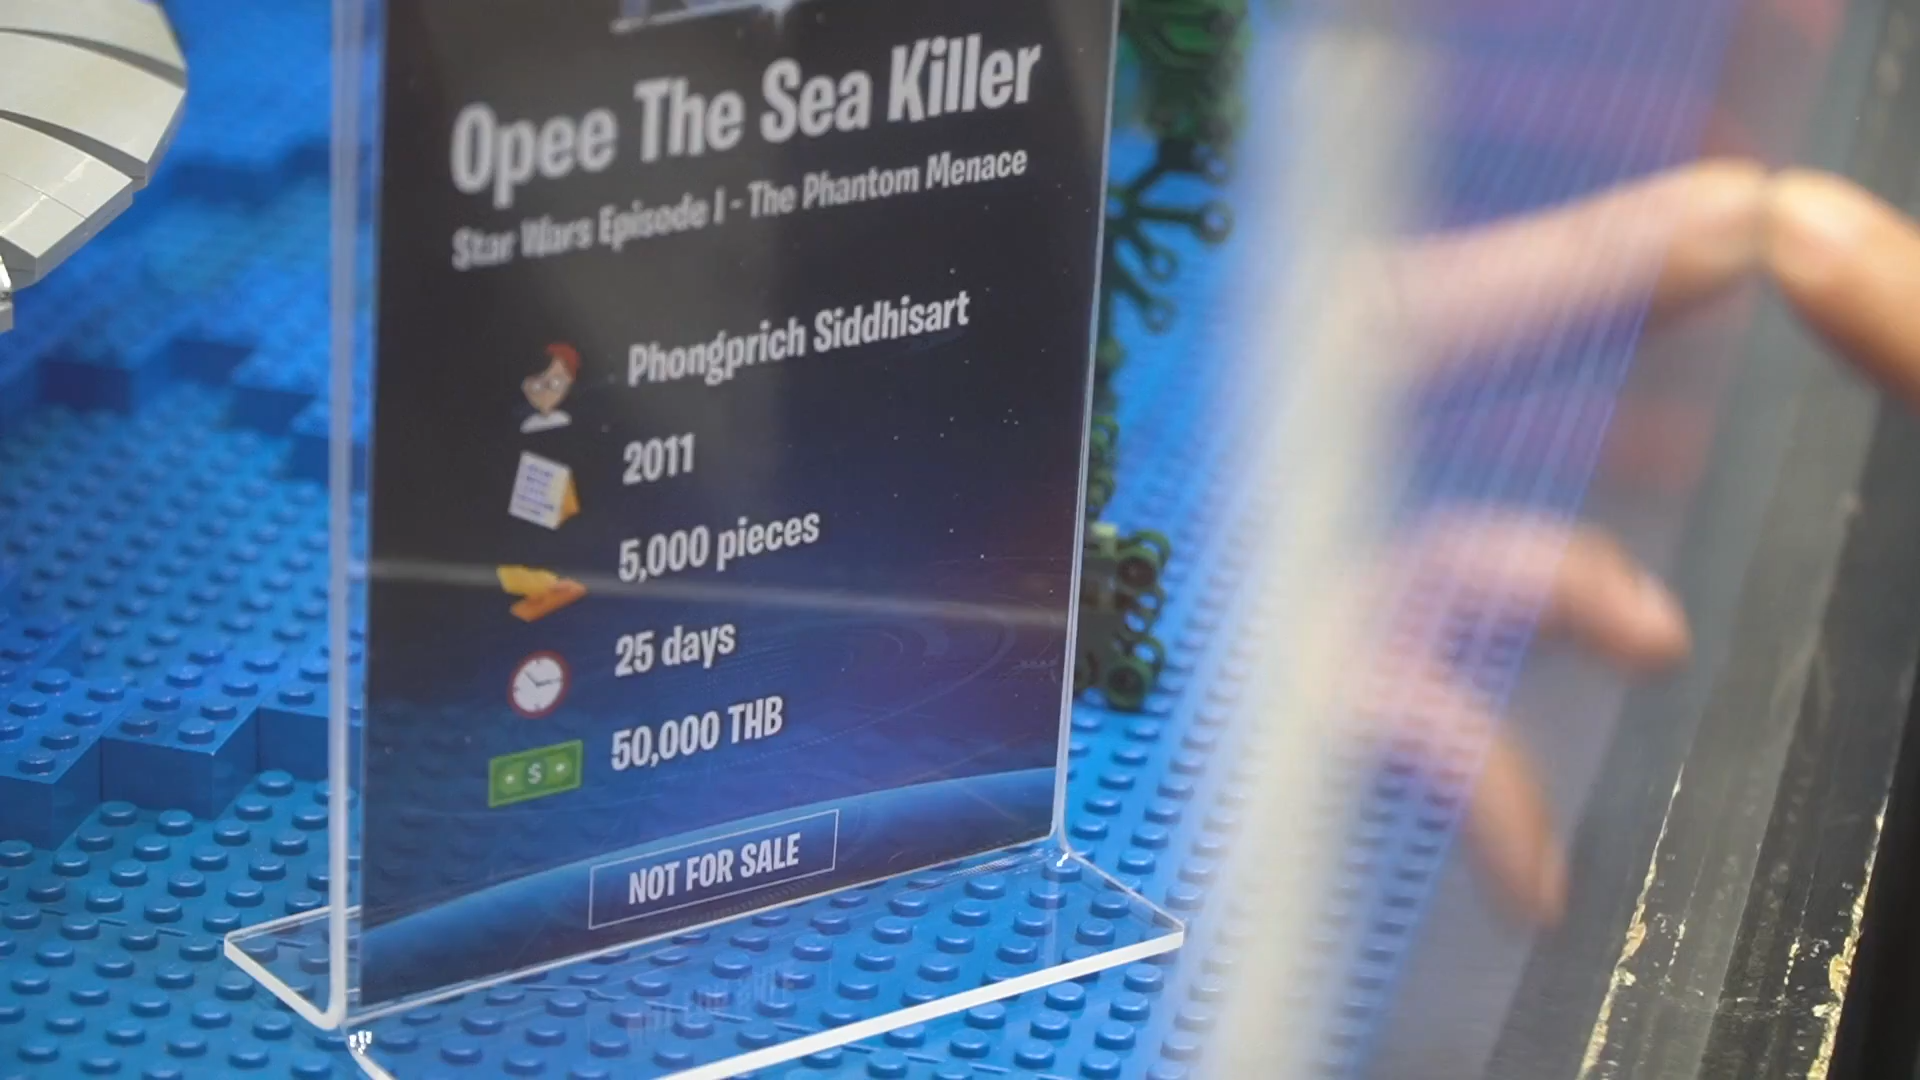 Opee The Sea Killer
Star Wars Episode I - The Phantom Menace
Phongprich Siddhisart
2011
5,000 pieces
25 days
50,000 THB
NOT FOR SALE